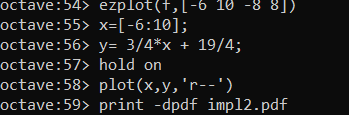 octave:54> ezplot(f,[-6 10 -8 8])
octave:55> x=[-6:10];
octave:56> y= 3/4*x + 19/4;
octave:57> hold on
octave:58> plot(x,y,'r--')
octave:59> print -dpdf impl2.pdf